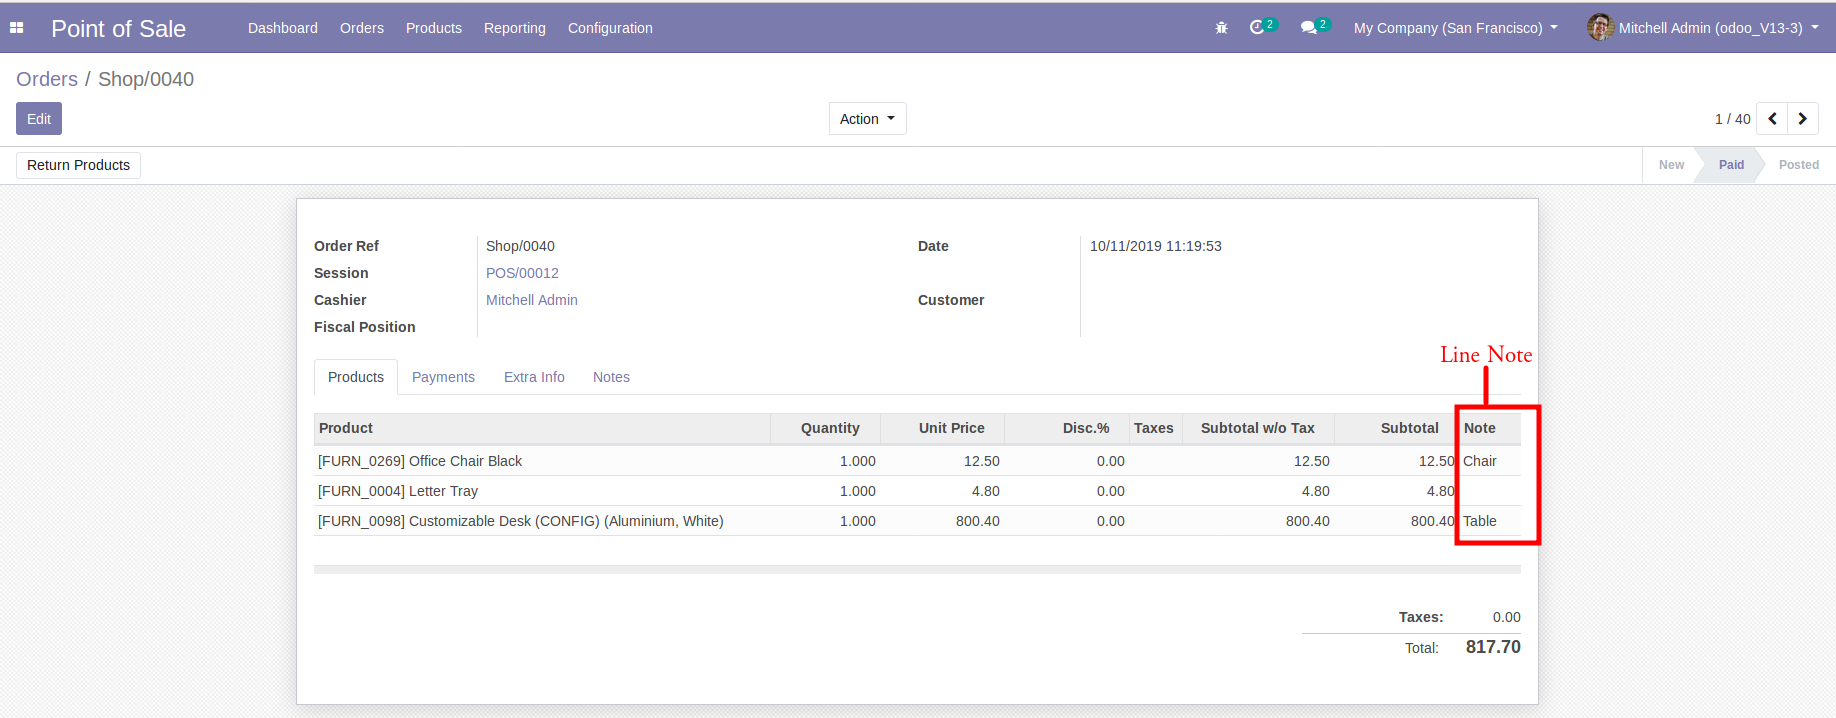 Point of Sale Dashboard Orders Products Reporting Configuration 2 2 My Company (San Francisco) Mitchell Admin (odoo_V13-3)
Orders / Shop/0040
Edit Action 1 / 40
Return Products New Paid Posted
Order Ref Shop/0040 Date 10/11/2019 11:19:53
Session POS/00012
Cashier Mitchell Admin Customer
Fiscal Position
Line Note
Products Payments Extra Info Notes
Product Quantity Unit Price Disc.% Taxes Subtotal w/o Tax Subtotal Note
[FURN_0269] Office Chair Black 1.000 12.50 0.00 12.50 12.50 Chair
[FURN_0004] Letter Tray 1.000 4.80 0.00 4.80 4.80
[FURN_0098] Customizable Desk (CONFIG) (Aluminium, White) 1.000 800.40 0.00 800.40 800.40 Table
Taxes: 0.00
Total: 817.70